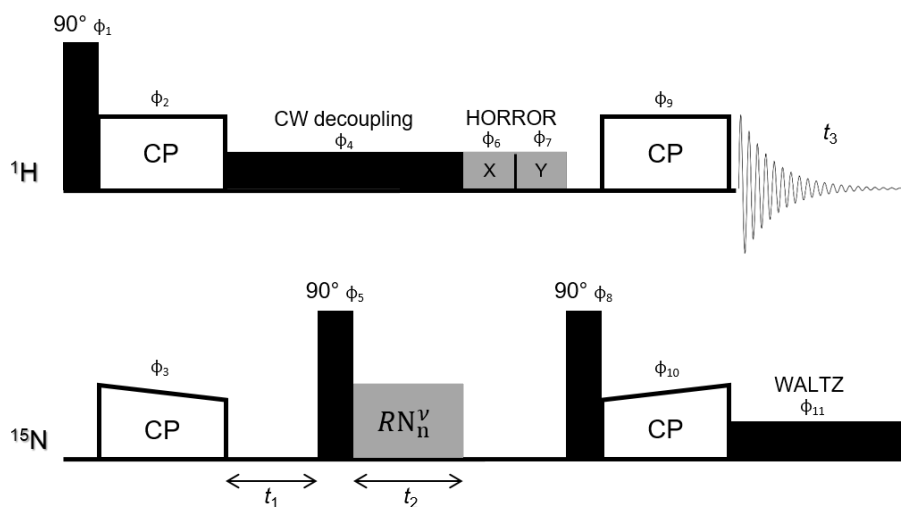 90° ϕ₁
ϕ₂
CP
CW decoupling
ϕ₄
HORROR
ϕ₆ ϕ₇
X Y
ϕ₉
CP
t₃
¹H
90° ϕ₅
90° ϕ₈
ϕ₃
CP
RNₙᵛ
ϕ₁₀
CP
WALTZ
ϕ₁₁
¹⁵N
t₁
t₂